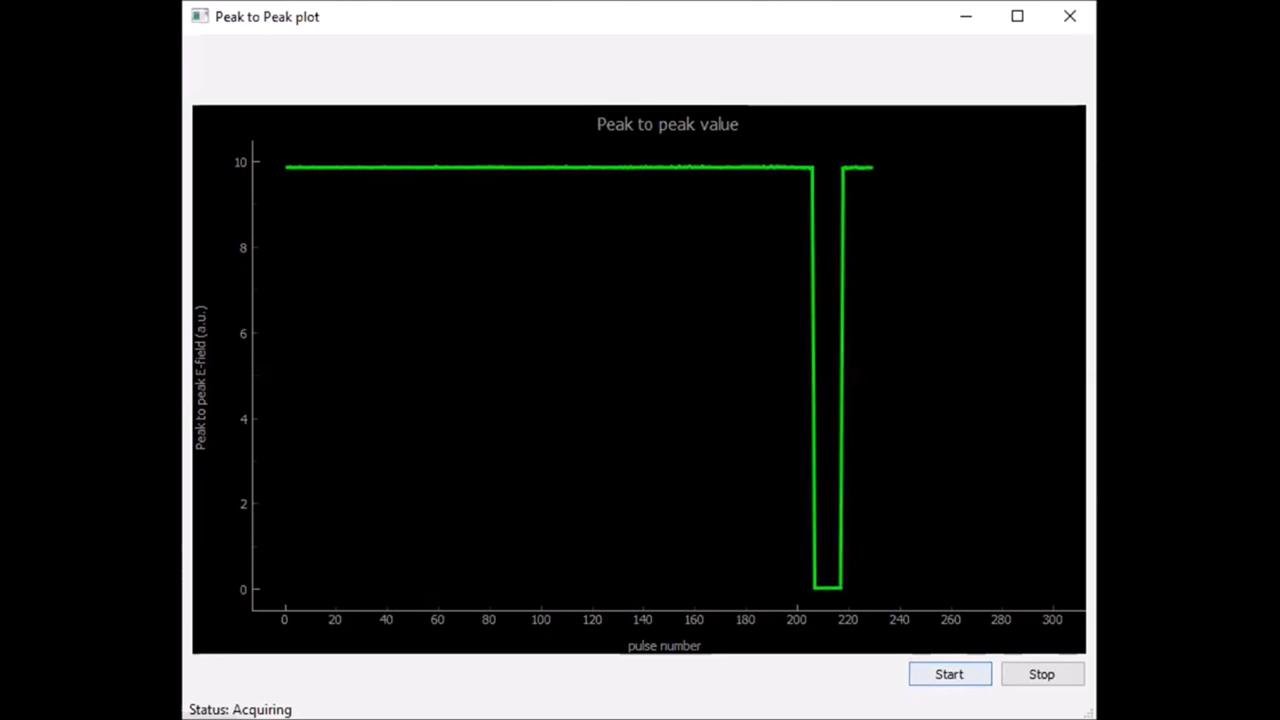 Peak to Peak plot
Peak to peak value
10
8
6
4
2
0
Peak to peak E-field (a.u.)
0 20 40 60 80 100 120 140 160 180 200 220 240 260 280 300
pulse number
Start Stop
Status: Acquiring